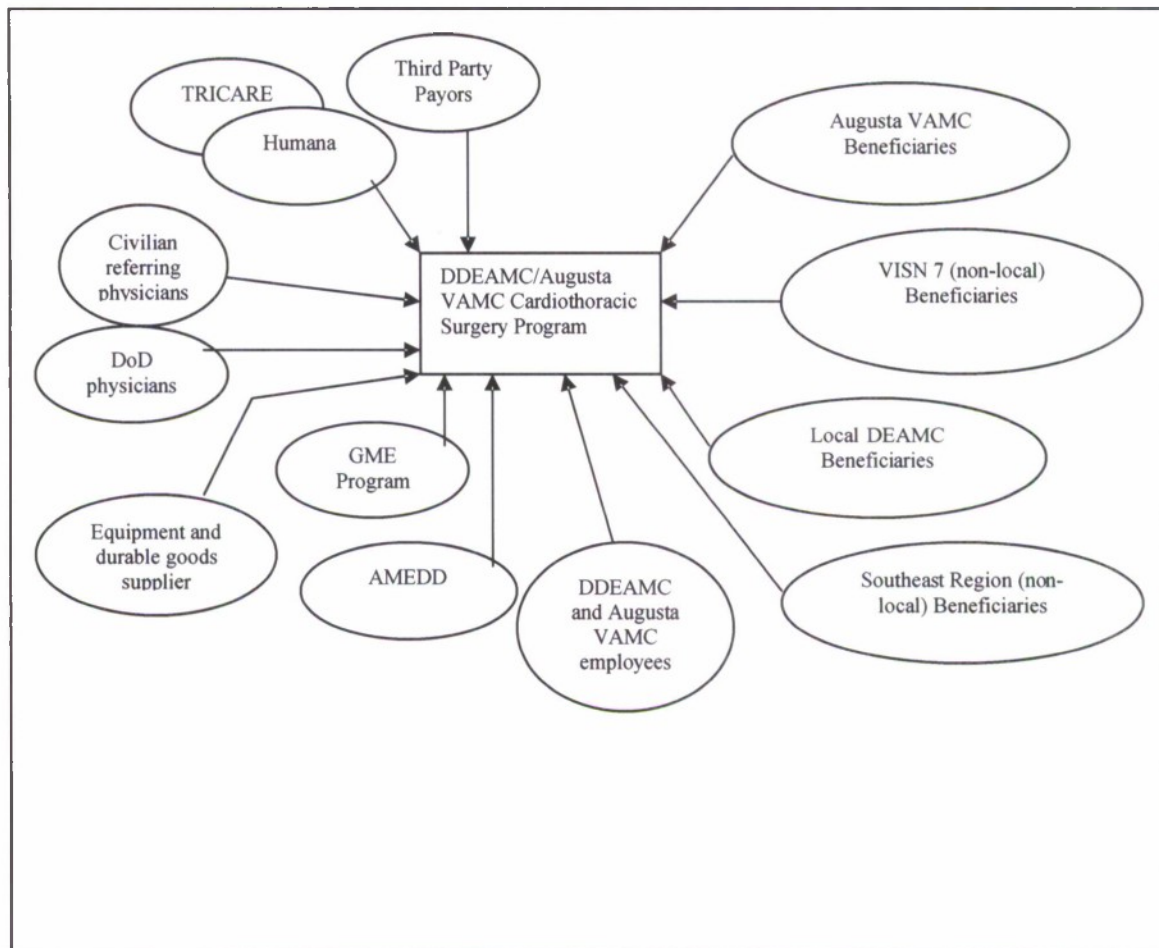 Third Party
Payors
TRICARE
Humana
Augusta VAMC
Beneficiaries
Civilian
referring
physicians
DDEAMC/Augusta
VAMC Cardiothoracic
Surgery Program
VISN 7 (non-local)
Beneficiaries
DoD
physicians
Local DEAMC
Beneficiaries
GME
Program
Equipment and
durable goods
supplier
AMEDD
DDEAMC
and Augusta
VAMC
employees
Southeast Region (non-
local) Beneficiaries